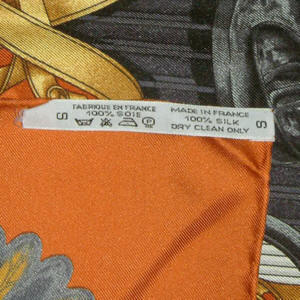 S
FABRIQUE EN FRANCE
100% SOIE
MADE IN FRANCE
100% SILK
DRY CLEAN ONLY
S